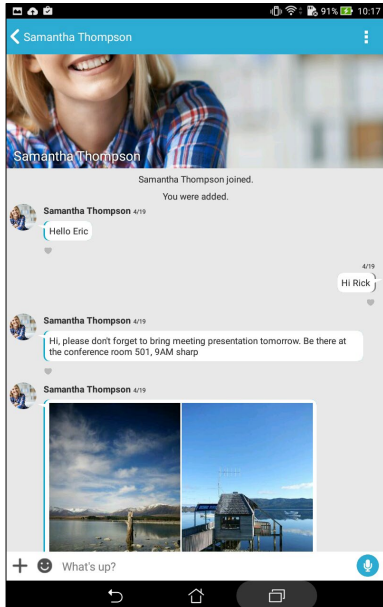 91% 10:17
Samantha Thompson
Samantha Thompson
Samantha Thompson joined.
You were added.
Samantha Thompson 4/19
Hello Eric
4/19
Hi Rick
Samantha Thompson 4/19
Hi, please don't forget to bring meeting presentation tomorrow. Be there at
the conference room 501, 9AM sharp
Samantha Thompson 4/19
What's up?